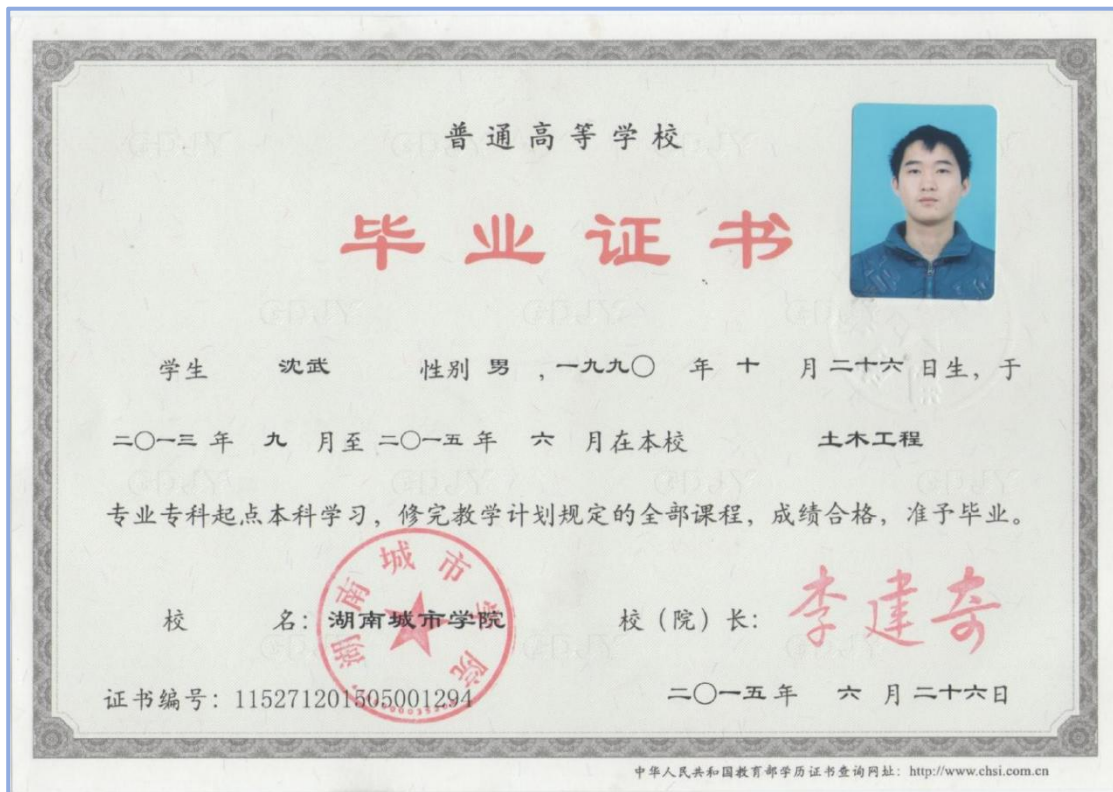 普通高等学校
毕业证书
学生 沈武 性别 男 ,一九九〇 年 十 月 二十六 日生, 于
二〇一三 年 九 月至 二〇一五 年 六 月在本校 土木工程
专业专科起点本科学习, 修完教学计划规定的全部课程, 成绩合格, 准予毕业。
湖南城市学院
校 名: 湖南城市学院 校 (院) 长: 李建奇
证书编号: 115271201505001294 二〇一五 年 六 月 二十六日
中华人民共和国教育部学历证书查询网址: http://www.chsi.com.cn